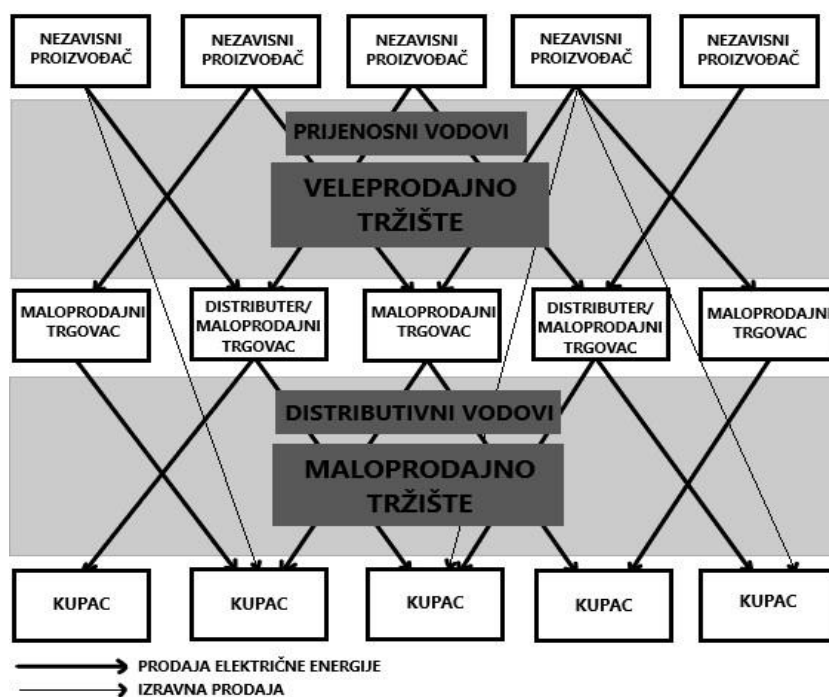 NEZAVISNI
PROIZVOĐAČ
NEZAVISNI
PROIZVOĐAČ
NEZAVISNI
PROIZVOĐAČ
NEZAVISNI
PROIZVOĐAČ
NEZAVISNI
PROIZVOĐAČ
PRIJENOSNI VODOVI
VELEPRODAJNO
TRŽIŠTE
MALOPRODAJNI
TRGOVAC
DISTRIBUTER/
MALOPRODAJNI
TRGOVAC
MALOPRODAJNI
TRGOVAC
DISTRIBUTER/
MALOPRODAJNI
TRGOVAC
MALOPRODAJNI
TRGOVAC
DISTRIBUTIVNI VODOVI
MALOPRODAJNO
TRŽIŠTE
KUPAC
KUPAC
KUPAC
KUPAC
KUPAC
PRODAJA ELEKTRIČNE ENERGIJE
IZRAVNA PRODAJA